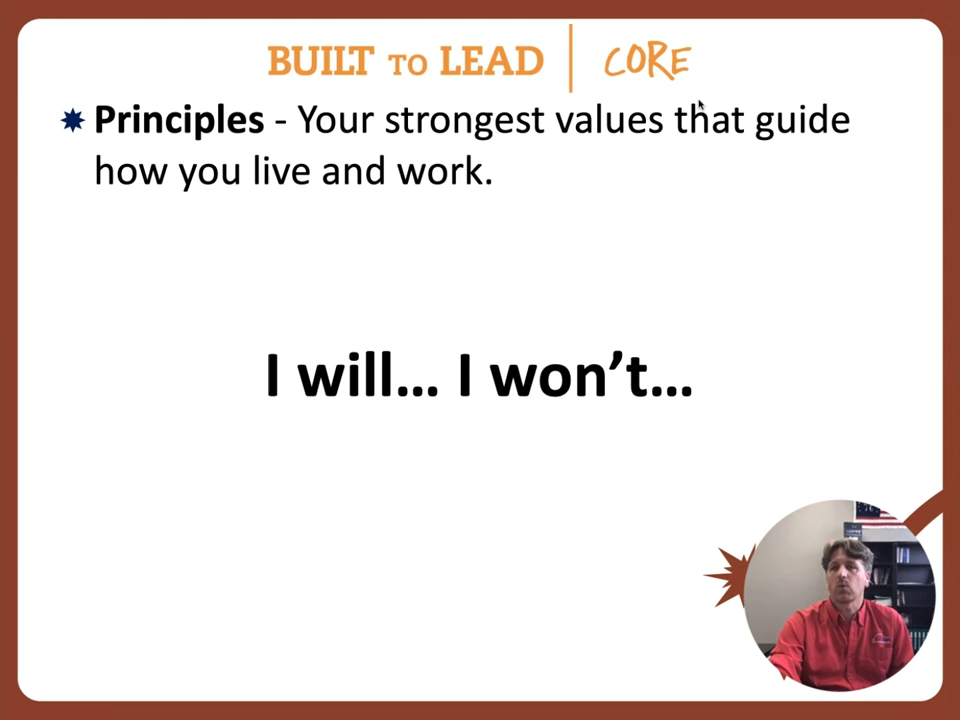 BUILT TO LEAD | CORE
Principles - Your strongest values that guide
how you live and work.
I will… I won’t…